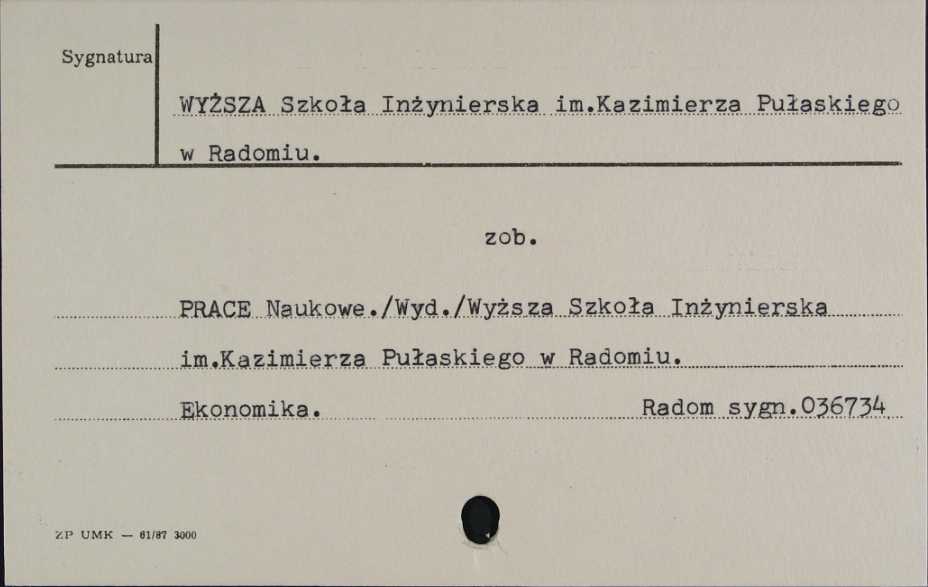 Sygnatura
WYŻSZA Szkoła Inżynierska im.Kazimierza Pułaskiego
w Radomiu.
zob.
PRACE Naukowe./Wyd./Wyższa Szkoła Inżynierska
im.Kazimierza Pułaskiego w Radomiu.
Ekonomika. Radom sygn.036734
ZP UMK — 61/87 3000